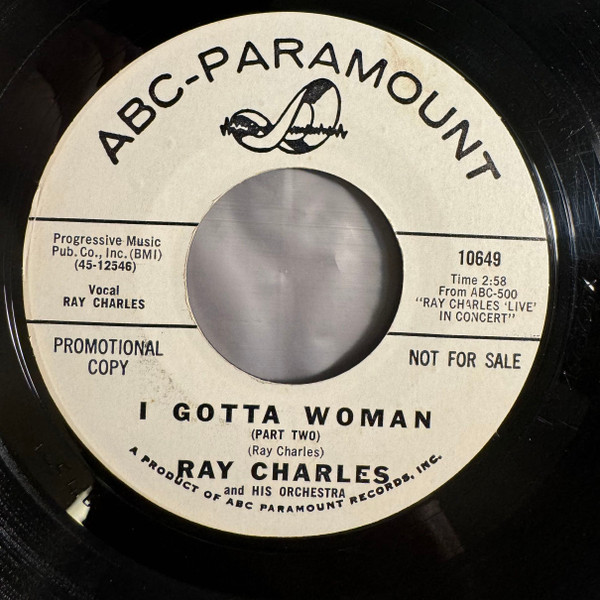 ABC-PARAMOUNT
Progressive Music
Pub. Co., Inc. (BMI)
(45-12546)
Vocal
RAY CHARLES
10649
Time 2:58
From ABC-500
"RAY CHARLES 'LIVE'
IN CONCERT"
PROMOTIONAL
COPY
NOT FOR SALE
I GOTTA WOMAN
(PART TWO)
(Ray Charles)
RAY CHARLES
and HIS ORCHESTRA
A PRODUCT OF ABC PARAMOUNT RECORDS, INC.